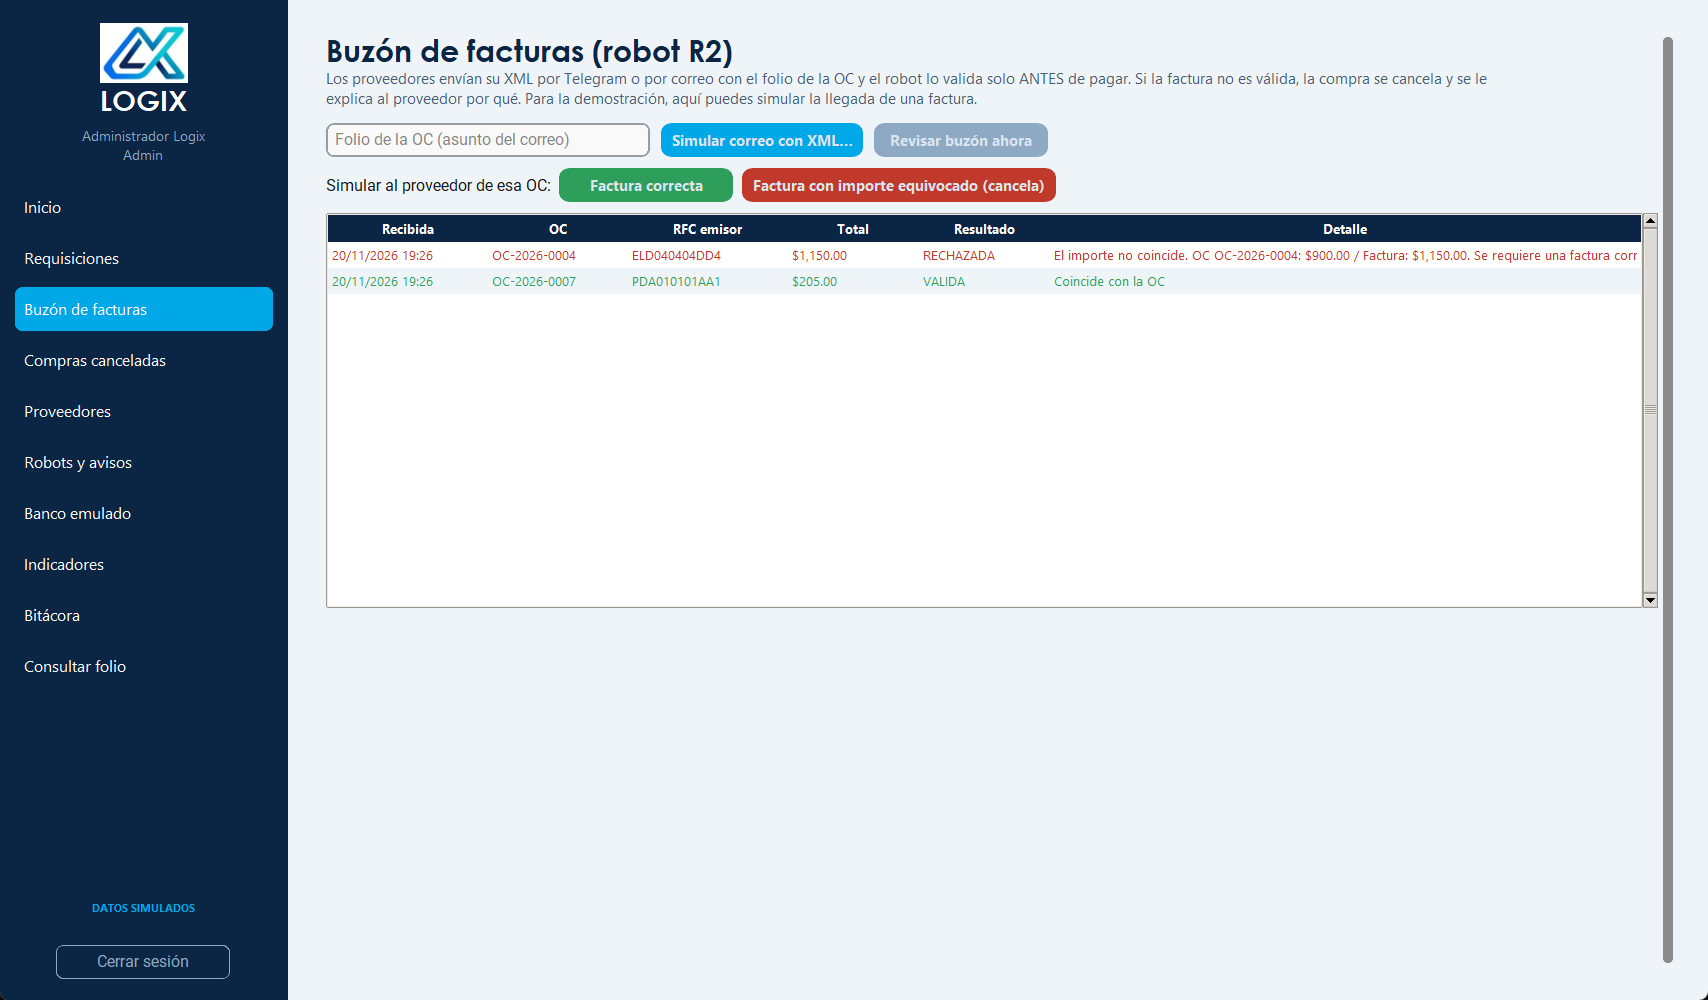 LOGIX
Administrador Logix
Admin
Inicio
Requisiciones
Buzón de facturas
Compras canceladas
Proveedores
Robots y avisos
Banco emulado
Indicadores
Bitácora
Consultar folio
DATOS SIMULADOS
Cerrar sesión
Buzón de facturas (robot R2)
Los proveedores envían su XML por Telegram o por correo con el folio de la OC y el robot lo valida solo ANTES de pagar. Si la factura no es válida, la compra se cancela y se le
explica al proveedor por qué. Para la demostración, aquí puedes simular la llegada de una factura.
Folio de la OC (asunto del correo) Simular correo con XML... Revisar buzón ahora
Simular al proveedor de esa OC: Factura correcta Factura con importe equivocado (cancela)
Recibida OC RFC emisor Total Resultado Detalle
20/11/2026 19:26 OC-2026-0004 ELD040404DD4 $1,150.00 RECHAZADA El importe no coincide. OC OC-2026-0004: $900.00 / Factura: $1,150.00. Se requiere una factura corr
20/11/2026 19:26 OC-2026-0007 PDA010101AA1 $205.00 VALIDA Coincide con la OC